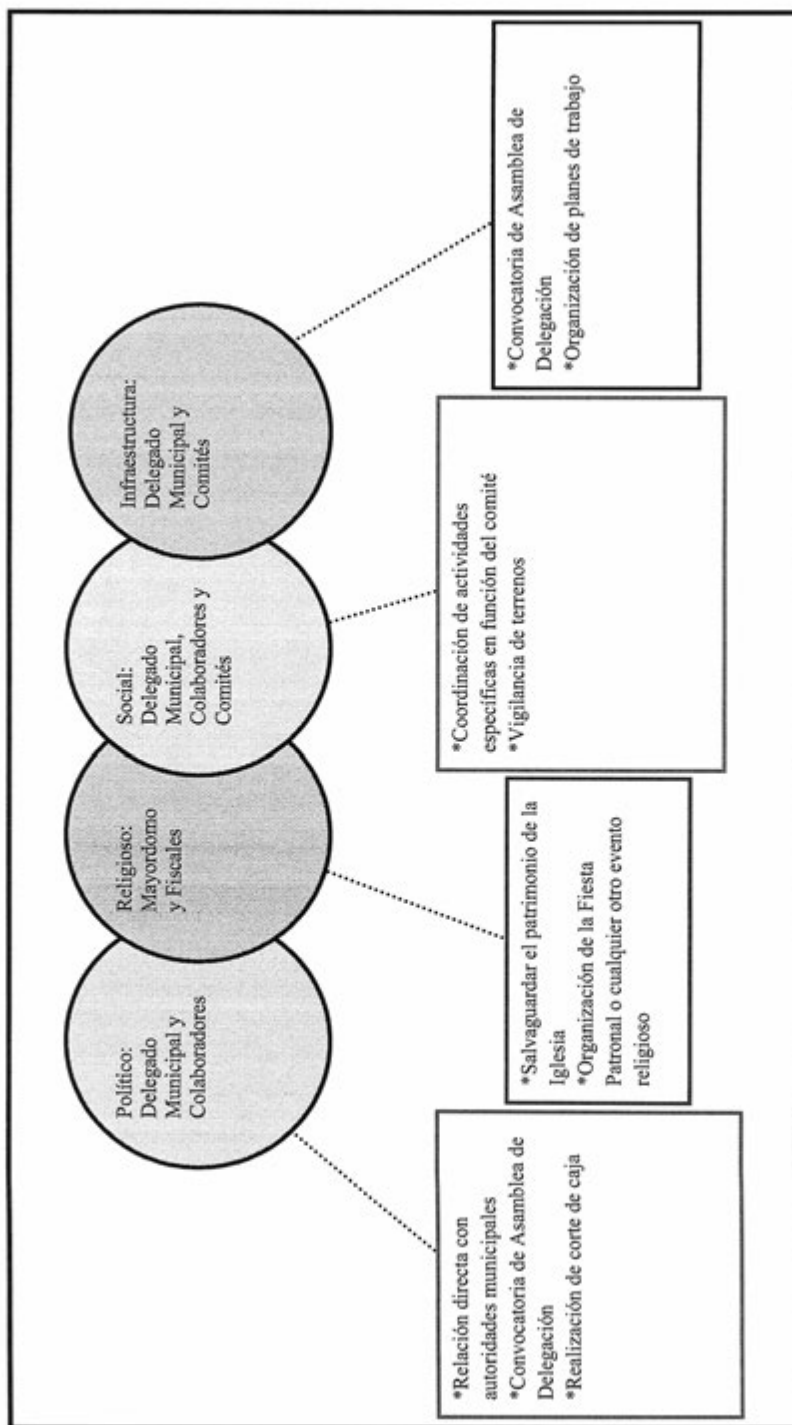 Político:
Delegado
Municipal y
Colaboradores
Religioso:
Mayordomo
y Fiscales
Social:
Delegado
Municipal,
Colaboradores y
Comités
Infraestructura:
Delegado
Municipal y
Comités
*Relación directa con
autoridades municipales
*Convocatoria de Asamblea de
Delegación
*Realización de corte de caja
*Salvaguardar el patrimonio de la
Iglesia
*Organización de la Fiesta
Patronal o cualquier otro evento
religioso
*Coordinación de actividades
específicas en función del comité
*Vigilancia de terrenos
*Convocatoria de Asamblea de
Delegación
*Organización de planes de trabajo